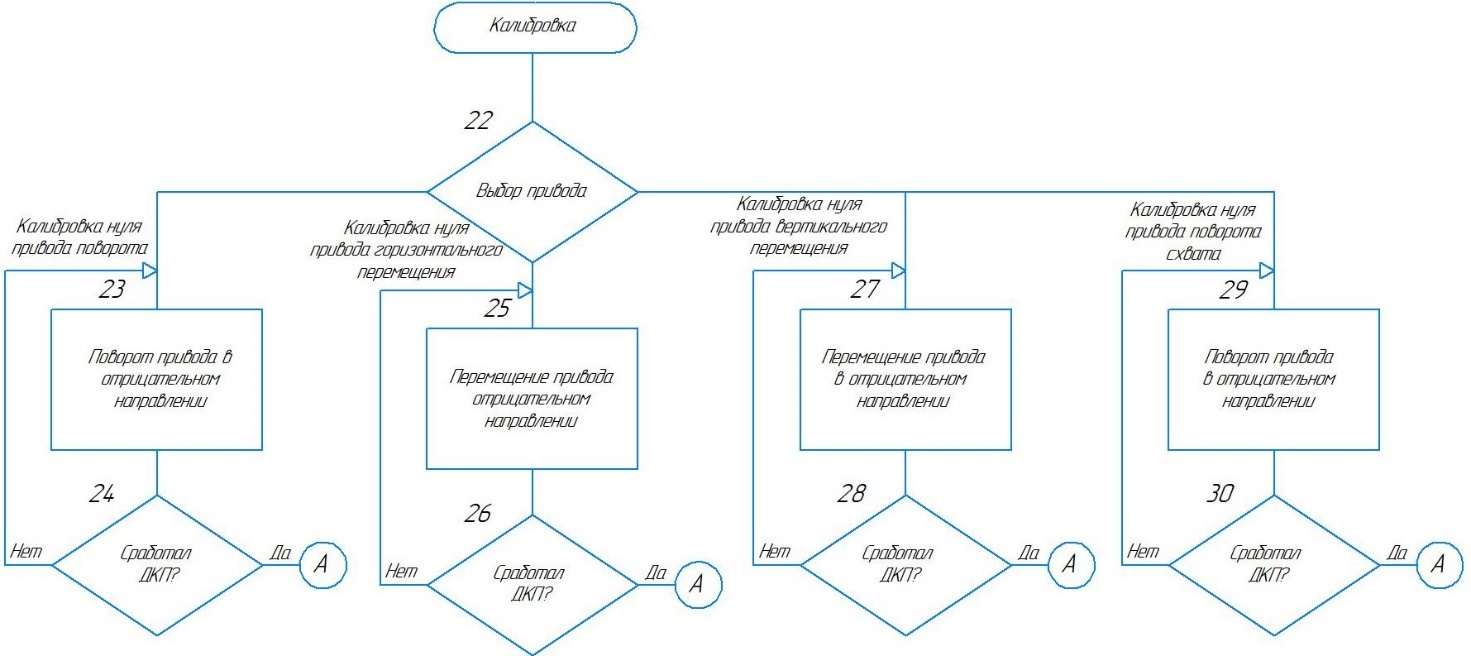 Калибровка
22
Выбор привода
Калибровка нуля
привода поворота
23
Поворот привода в
отрицательном
направлении
24
Сработал
ДКП?
Нет
Да
А
Калибровка нуля
привода горизонтального
перемещения
25
Перемещение привода
отрицательном
направлении
26
Сработал
ДКП?
Нет
Да
А
Калибровка нуля
привода вертикального
перемещения
27
Перемещение привода
в отрицательном
направлении
28
Сработал
ДКП?
Нет
Да
А
Калибровка нуля
привода поворота
схвата
29
Поворот привода
в отрицательном
направлении
30
Сработал
ДКП?
Нет
Да
А